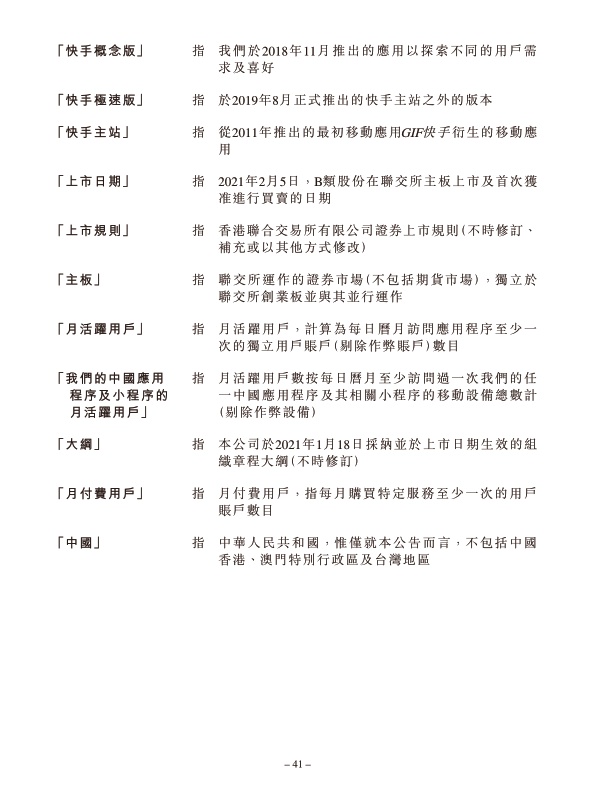 「快手概念版」 指 我們於2018年11月推出的應用以探索不同的用戶需
求及喜好
「快手極速版」 指 於2019年8月正式推出的快手主站之外的版本
「快手主站」 指 從2011年推出的最初移動應用GIF快手衍生的移動應
用
「上市日期」 指 2021年2月5日，B類股份在聯交所主板上市及首次獲
准進行買賣的日期
「上市規則」 指 香港聯合交易所有限公司證券上市規則(不時修訂、
補充或以其他方式修改)
「主板」 指 聯交所運作的證券市場(不包括期貨市場)，獨立於
聯交所創業板並與其並行運作
「月活躍用戶」 指 月活躍用戶，計算為每日曆月訪問應用程序至少一
次的獨立用戶賬戶(剔除作弊賬戶)數目
「我們的中國應用 指 月活躍用戶數按每日曆月至少訪問過一次我們的任
程序及小程序的 一中國應用程序及其相關小程序的移動設備總數計
月活躍用戶」 (剔除作弊設備)
「大綱」 指 本公司於2021年1月18日採納並於上市日期生效的組
織章程大綱(不時修訂)
「月付費用戶」 指 月付費用戶，指每月購買特定服務至少一次的用戶
賬戶數目
「中國」 指 中華人民共和國，惟僅就本公告而言，不包括中國
香港、澳門特別行政區及台灣地區
– 41 –